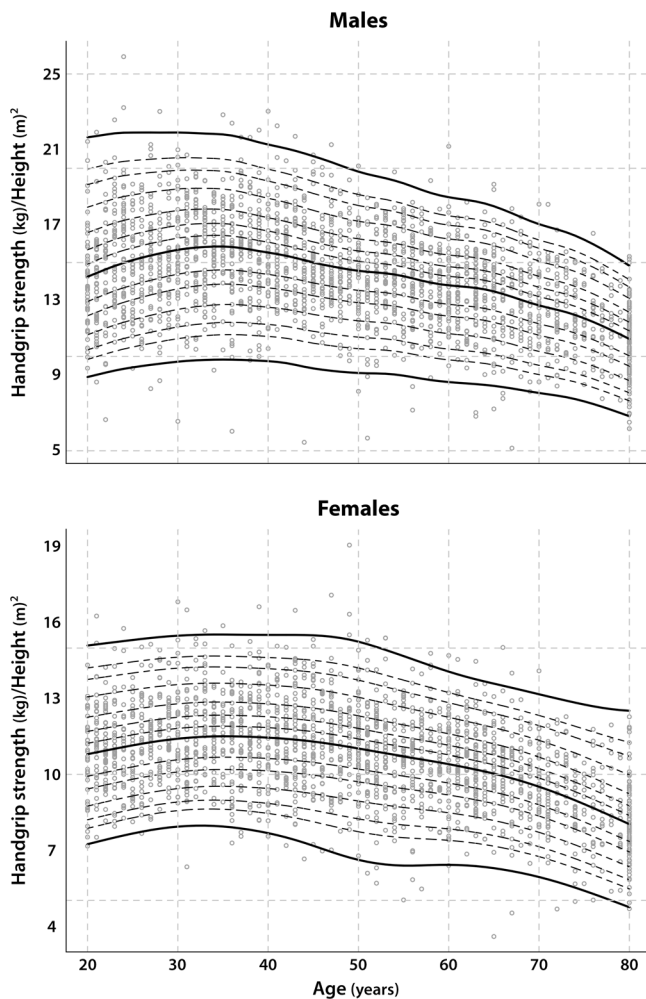 Males
Handgrip strength (kg)/Height (m)²
25
21
17
13
9
5
Females
Handgrip strength (kg)/Height (m)²
19
16
13
10
7
4
20 30 40 50 60 70 80
Age (years)